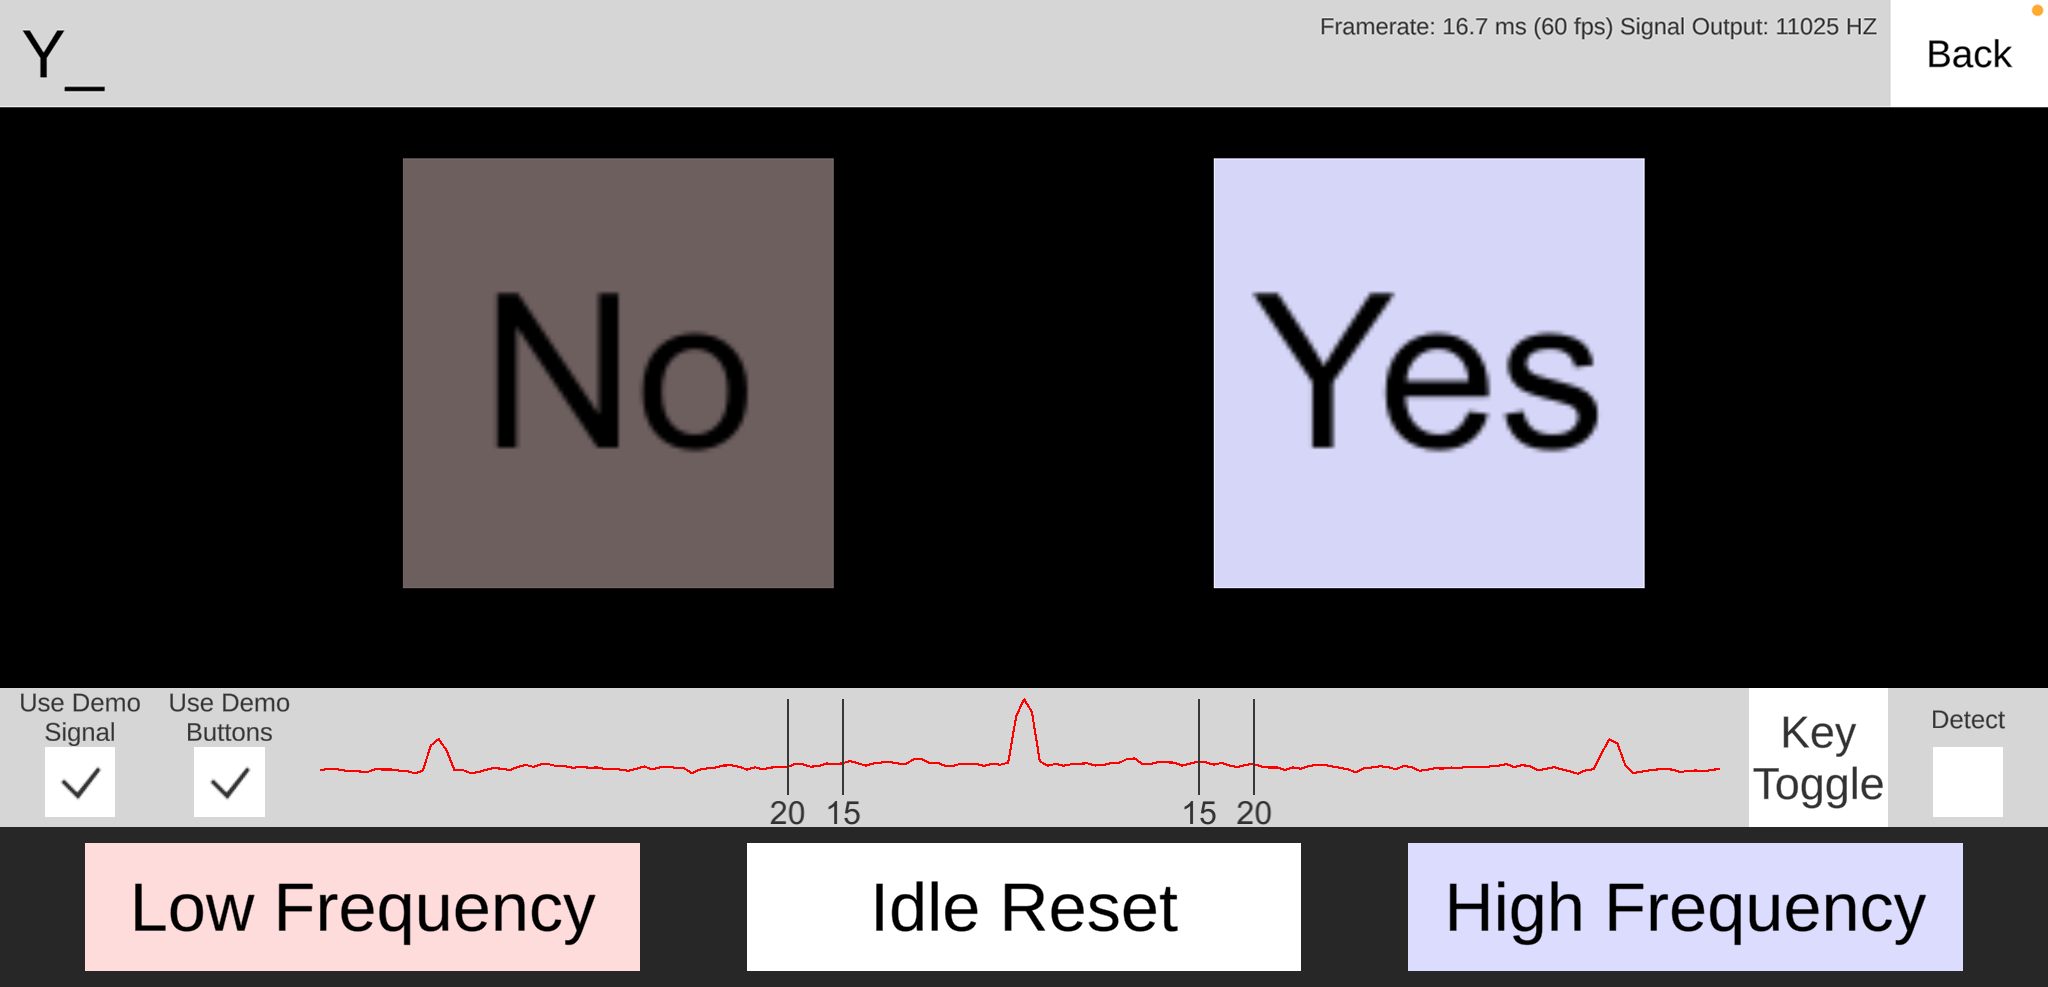 Y_
Framerate: 16.7 ms (60 fps) Signal Output: 11025 HZ
Back
No
Yes
Use Demo
Signal
Use Demo
Buttons
20 15
15 20
Key
Toggle
Detect
Low Frequency
Idle Reset
High Frequency